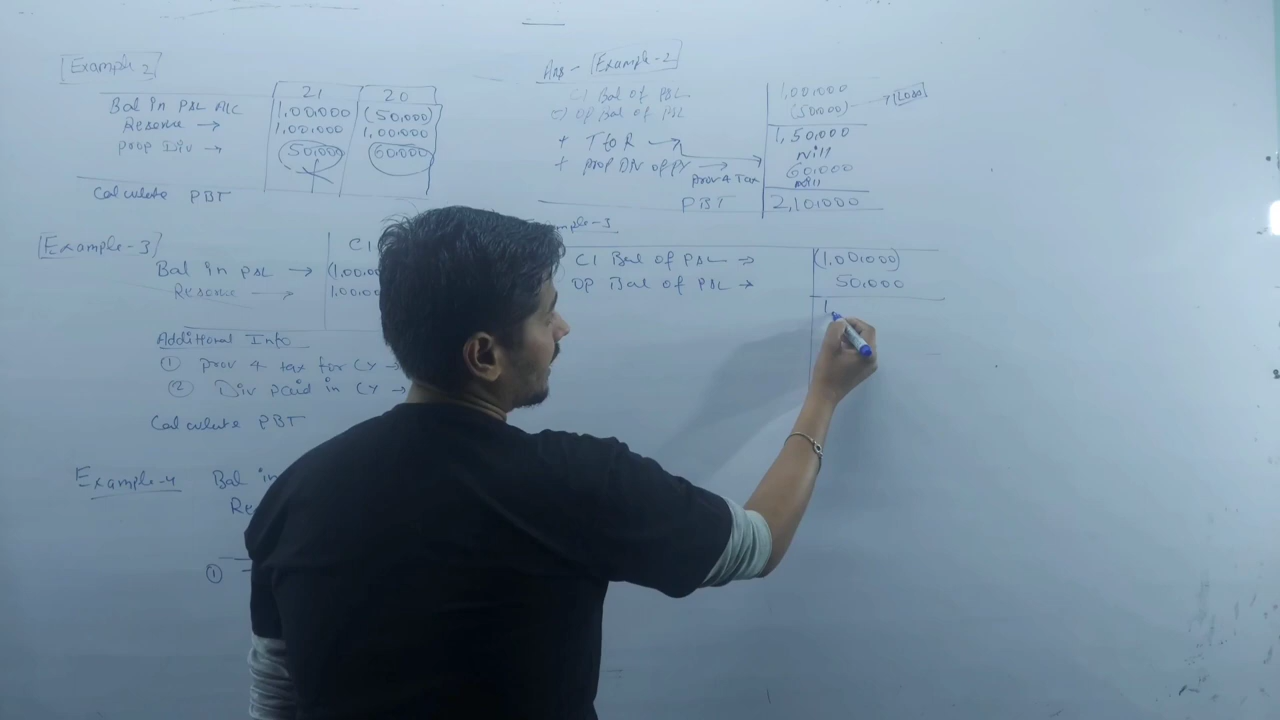 Example 2
21 20
Bal in P&L A/C 1,00,000 (50,000)
Reserve → 1,00,000 1,00,000
prop Div → 50,000 60,000
Calculate PBT
Ans - Example-2
Cl Bal of P&L 1,00,000
(-) OP Bal of P&L (50,000) → Loss
1,50,000
+ T to R → Nill
+ prop Div of PY → 60,000
prov 4 Tax Nill
PBT 2,10,000
Example-3
Bal in P&L → (1,00,00
Reserve → 1,00,00
Additional Info
① prov 4 tax for CY →
② Div paid in CY →
Calculate PBT
mple-3
Cl Bal of P&L → (1,00,000)
OP Bal of P&L → 50,000
1
Example-4 Bal in
Re
①